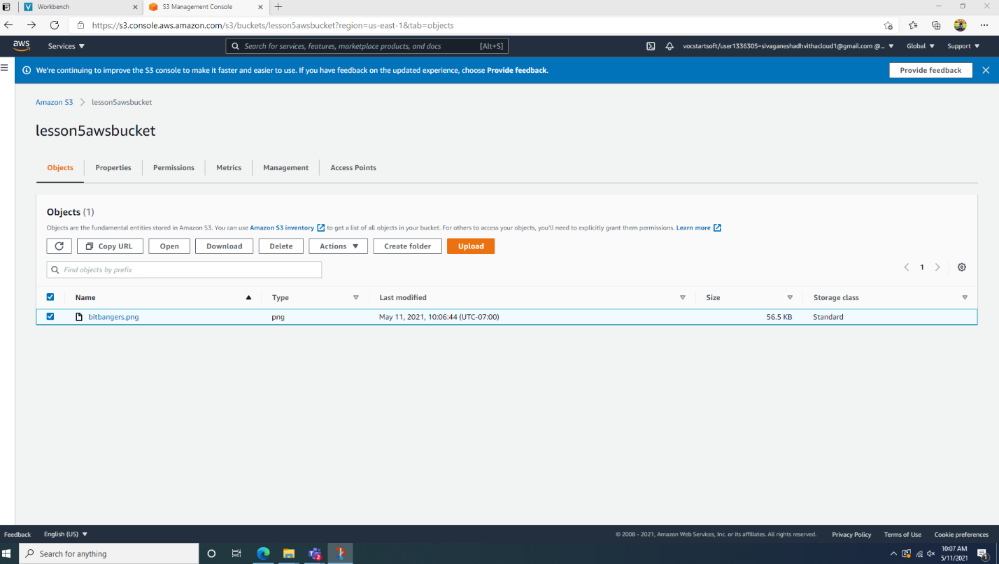 Workbench
S3 Management Console
https://s3.console.aws.amazon.com/s3/buckets/lesson5awsbucket?region=us-east-1&tab=objects
aws Services Search for services, features, marketplace products, and docs [Alt+S] vocstartsoft/user1336305=sivaganeshadhvithacloud1@gmail.com @... Global Support
We're continuing to improve the S3 console to make it faster and easier to use. If you have feedback on the updated experience, choose Provide feedback. Provide feedback
Amazon S3 lesson5awsbucket
lesson5awsbucket
Objects Properties Permissions Metrics Management Access Points
Objects (1)
Objects are the fundamental entities stored in Amazon S3. You can use Amazon S3 inventory to get a list of all objects in your bucket. For others to access your objects, you'll need to explicitly grant them permissions. Learn more
Copy URL Open Download Delete Actions Create folder Upload
Find objects by prefix 1
Name Type Last modified Size Storage class
bitbangers.png png May 11, 2021, 10:06:44 (UTC-07:00) 56.5 KB Standard
Feedback English (US) © 2008 - 2021, Amazon Web Services, Inc. or its affiliates. All rights reserved. Privacy Policy Terms of Use Cookie preferences
Search for anything 2 10:07 AM
5/11/2021 1